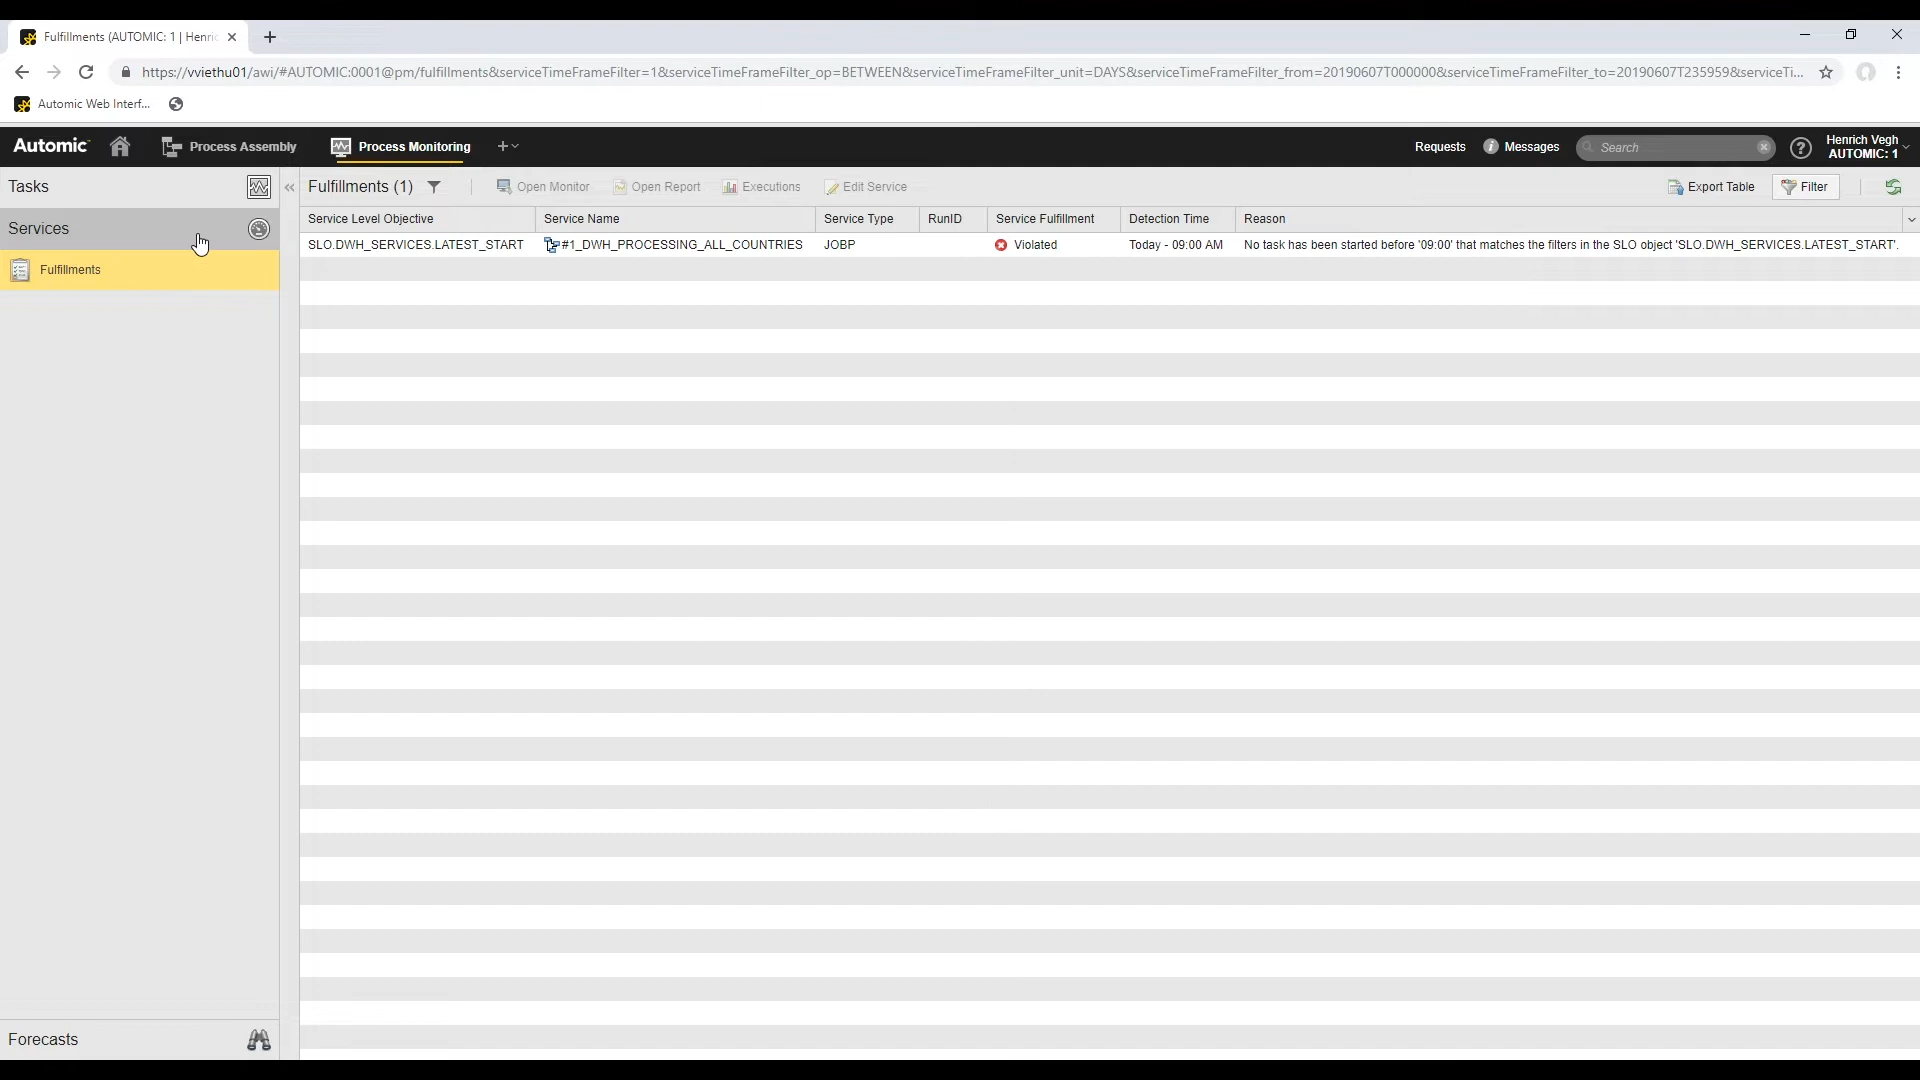 Fulfillments (AUTOMIC: 1 | Henric
https://vviethu01/awi/#AUTOMIC:0001@pm/fulfillments&serviceTimeFrameFilter=1&serviceTimeFrameFilter_op=BETWEEN&serviceTimeFrameFilter_unit=DAYS&serviceTimeFrameFilter_from=20190607T000000&serviceTimeFrameFilter_to=20190607T235959&serviceTi...
Automic Web Interf...
Automic Process Assembly Process Monitoring Requests Messages Search Henrich Vegh
AUTOMIC: 1
Tasks Fulfillments (1) Open Monitor Open Report Executions Edit Service Export Table Filter
Services Service Level Objective Service Name Service Type RunID Service Fulfillment Detection Time Reason
SLO.DWH_SERVICES.LATEST_START #1_DWH_PROCESSING_ALL_COUNTRIES JOBP Violated Today - 09:00 AM No task has been started before '09:00' that matches the filters in the SLO object 'SLO.DWH_SERVICES.LATEST_START'.
Fulfillments
Forecasts